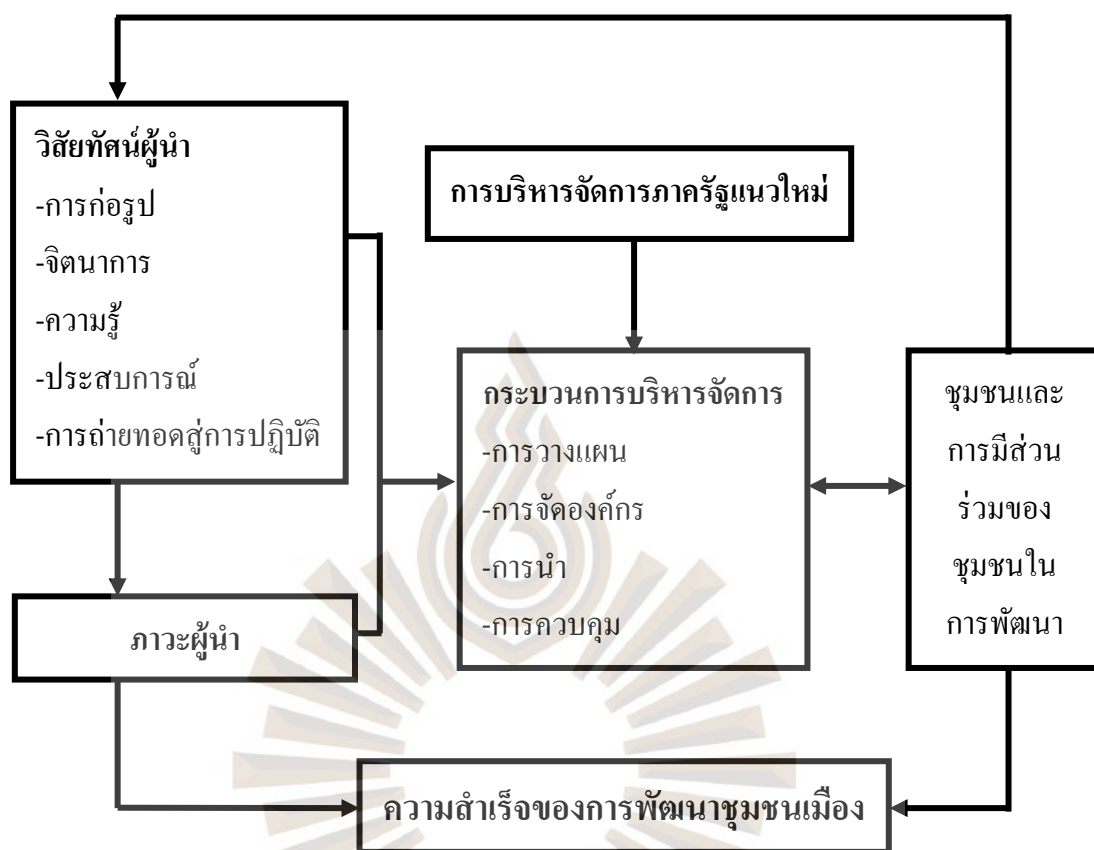 วิสัยทัศน์ผู้นำ
-การก่อรูป
-จิตนาการ
-ความรู้
-ประสบการณ์
-การถ่ายทอดสู่การปฏิบัติ
ภาวะผู้นำ
การบริหารจัดการภาครัฐแนวใหม่
กระบวนการบริหารจัดการ
-การวางแผน
-การจัดองค์กร
-การนำ
-การควบคุม
ชุมชนและ
การมีส่วน
ร่วมของ
ชุมชนใน
การพัฒนา
ความสำเร็จของการพัฒนาชุมชนเมือง